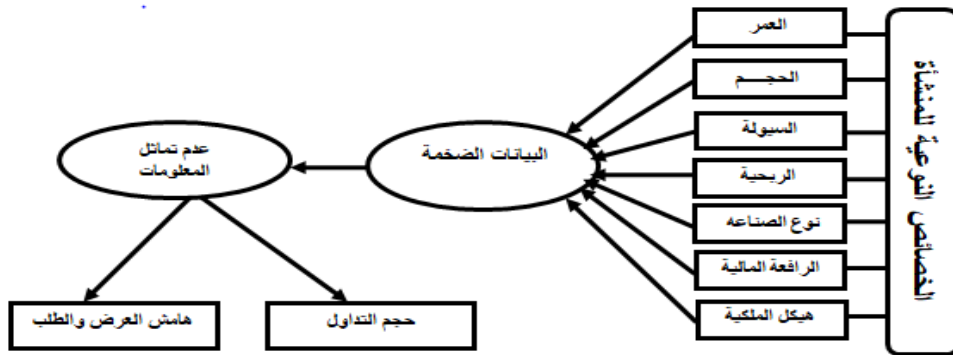 الخصائص النوعية للمنشأة
العمر
الحجـــم
السيولة
الربحية
نوع الصناعه
الرافعة المالية
هيكل الملكية
البيانات الضخمة
عدم تماثل
المعلومات
حجم التداول
هامش العرض والطلب